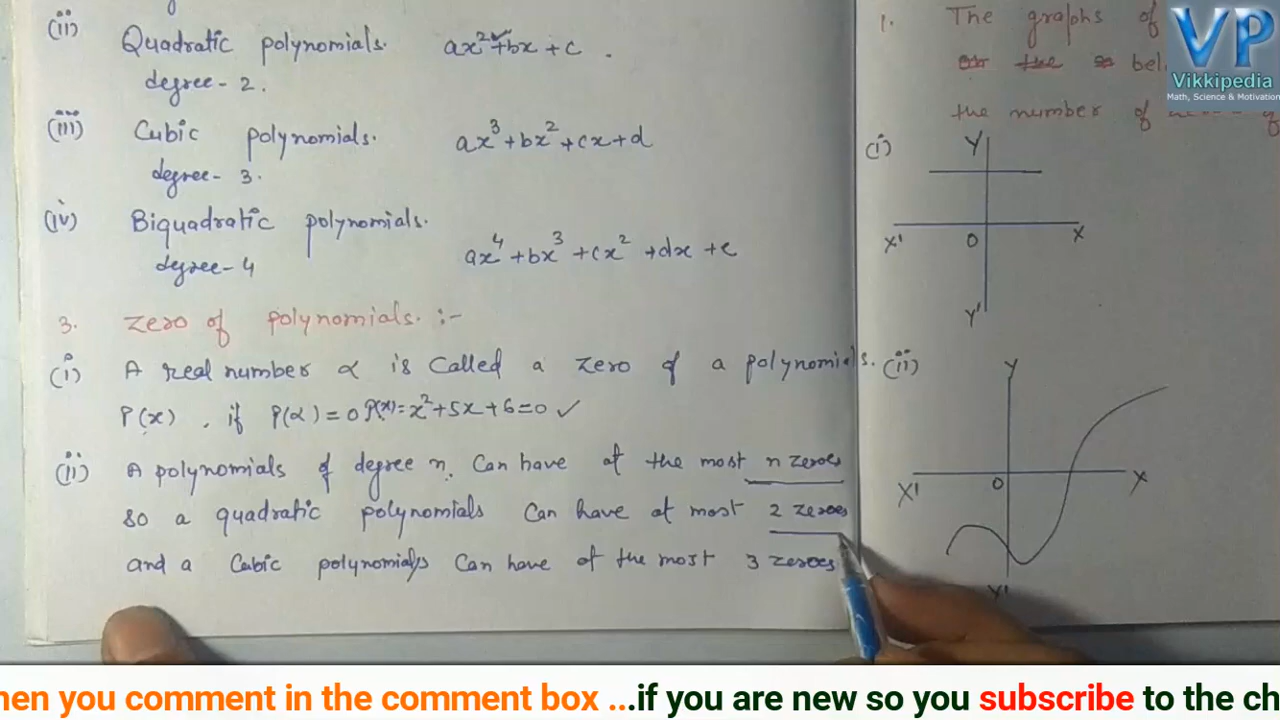 (ii) Quadratic polynomials. ax²+bx+c .
degree- 2.
(iii) Cubic polynomials. ax³+bx²+cx+d
degree- 3.
(iv) Biquadratic polynomials.
degree-4 ax⁴+bx³+cx²+dx+e
3. Zero of polynomials. :-
(i) A real number α is called a zero of a polynomials.
P(x) . if P(α)=0 P(x)=x²+5x+6=0 ✓
(ii) A polynomials of degree n. Can have at the most n zeroes
so a quadratic polynomials Can have at most 2 zeroes
and a Cubic polynomials Can have at the most 3 zeroes
1. The graphs of
the bel
the number of
(i) Y
X' O X
Y'
(ii) Y
X' O X
Y'
VP
Vikkipedia
Math, Science & Motivation
hen you comment in the comment box ....if you are new so you subscribe to the ch